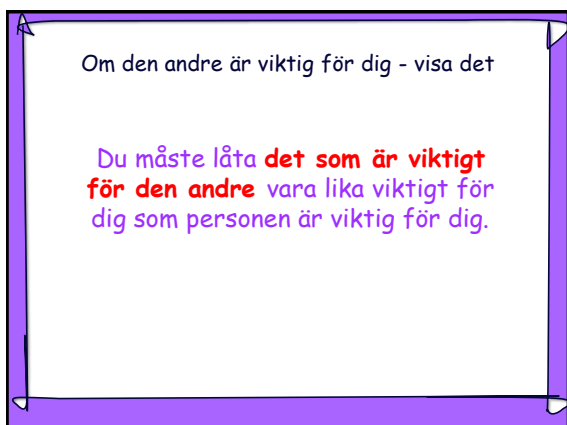 Om den andre är viktig för dig - visa det
Du måste låta det som är viktigt
för den andre vara lika viktigt för
dig som personen är viktig för dig.